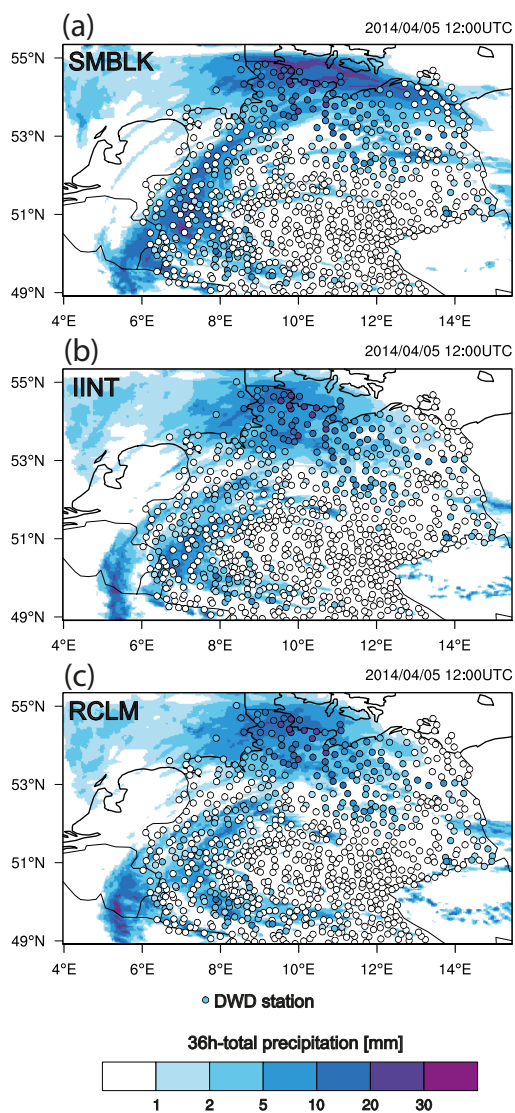 (a)
2014/04/05 12:00UTC
SMBLK
55°N
53°N
51°N
49°N
4°E 6°E 8°E 10°E 12°E 14°E
(b)
2014/04/05 12:00UTC
IINT
55°N
53°N
51°N
49°N
4°E 6°E 8°E 10°E 12°E 14°E
(c)
2014/04/05 12:00UTC
RCLM
55°N
53°N
51°N
49°N
4°E 6°E 8°E 10°E 12°E 14°E
DWD station
36h-total precipitation [mm]
1 2 5 10 20 30